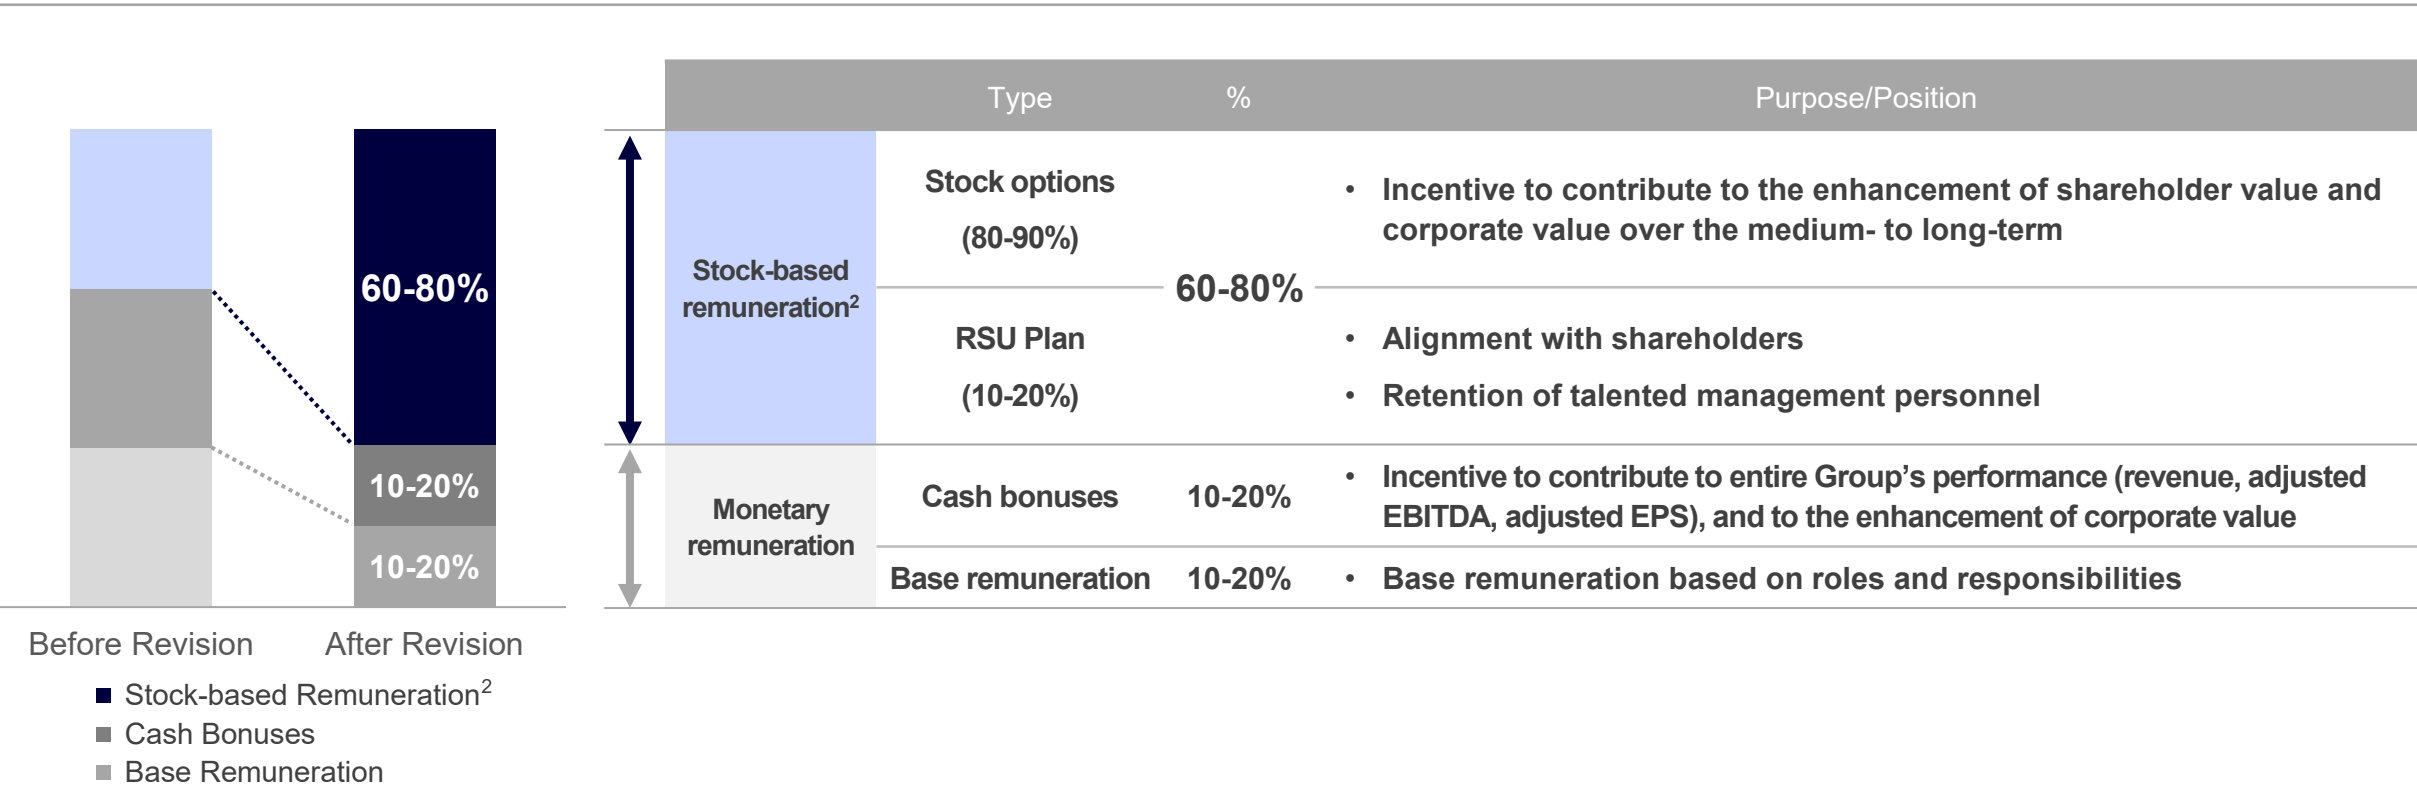 60-80%
10-20%
10-20%
Before Revision
After Revision
Stock-based Remuneration2
Cash Bonuses
Base Remuneration
Type
%
Purpose/Position
Stock-based
remuneration2
Stock options
(80-90%)
60-80%
• Incentive to contribute to the enhancement of shareholder value and
corporate value over the medium- to long-term
RSU Plan
(10-20%)
• Alignment with shareholders
• Retention of talented management personnel
Monetary
remuneration
Cash bonuses
10-20%
• Incentive to contribute to entire Group’s performance (revenue, adjusted
EBITDA, adjusted EPS), and to the enhancement of corporate value
Base remuneration
10-20%
• Base remuneration based on roles and responsibilities